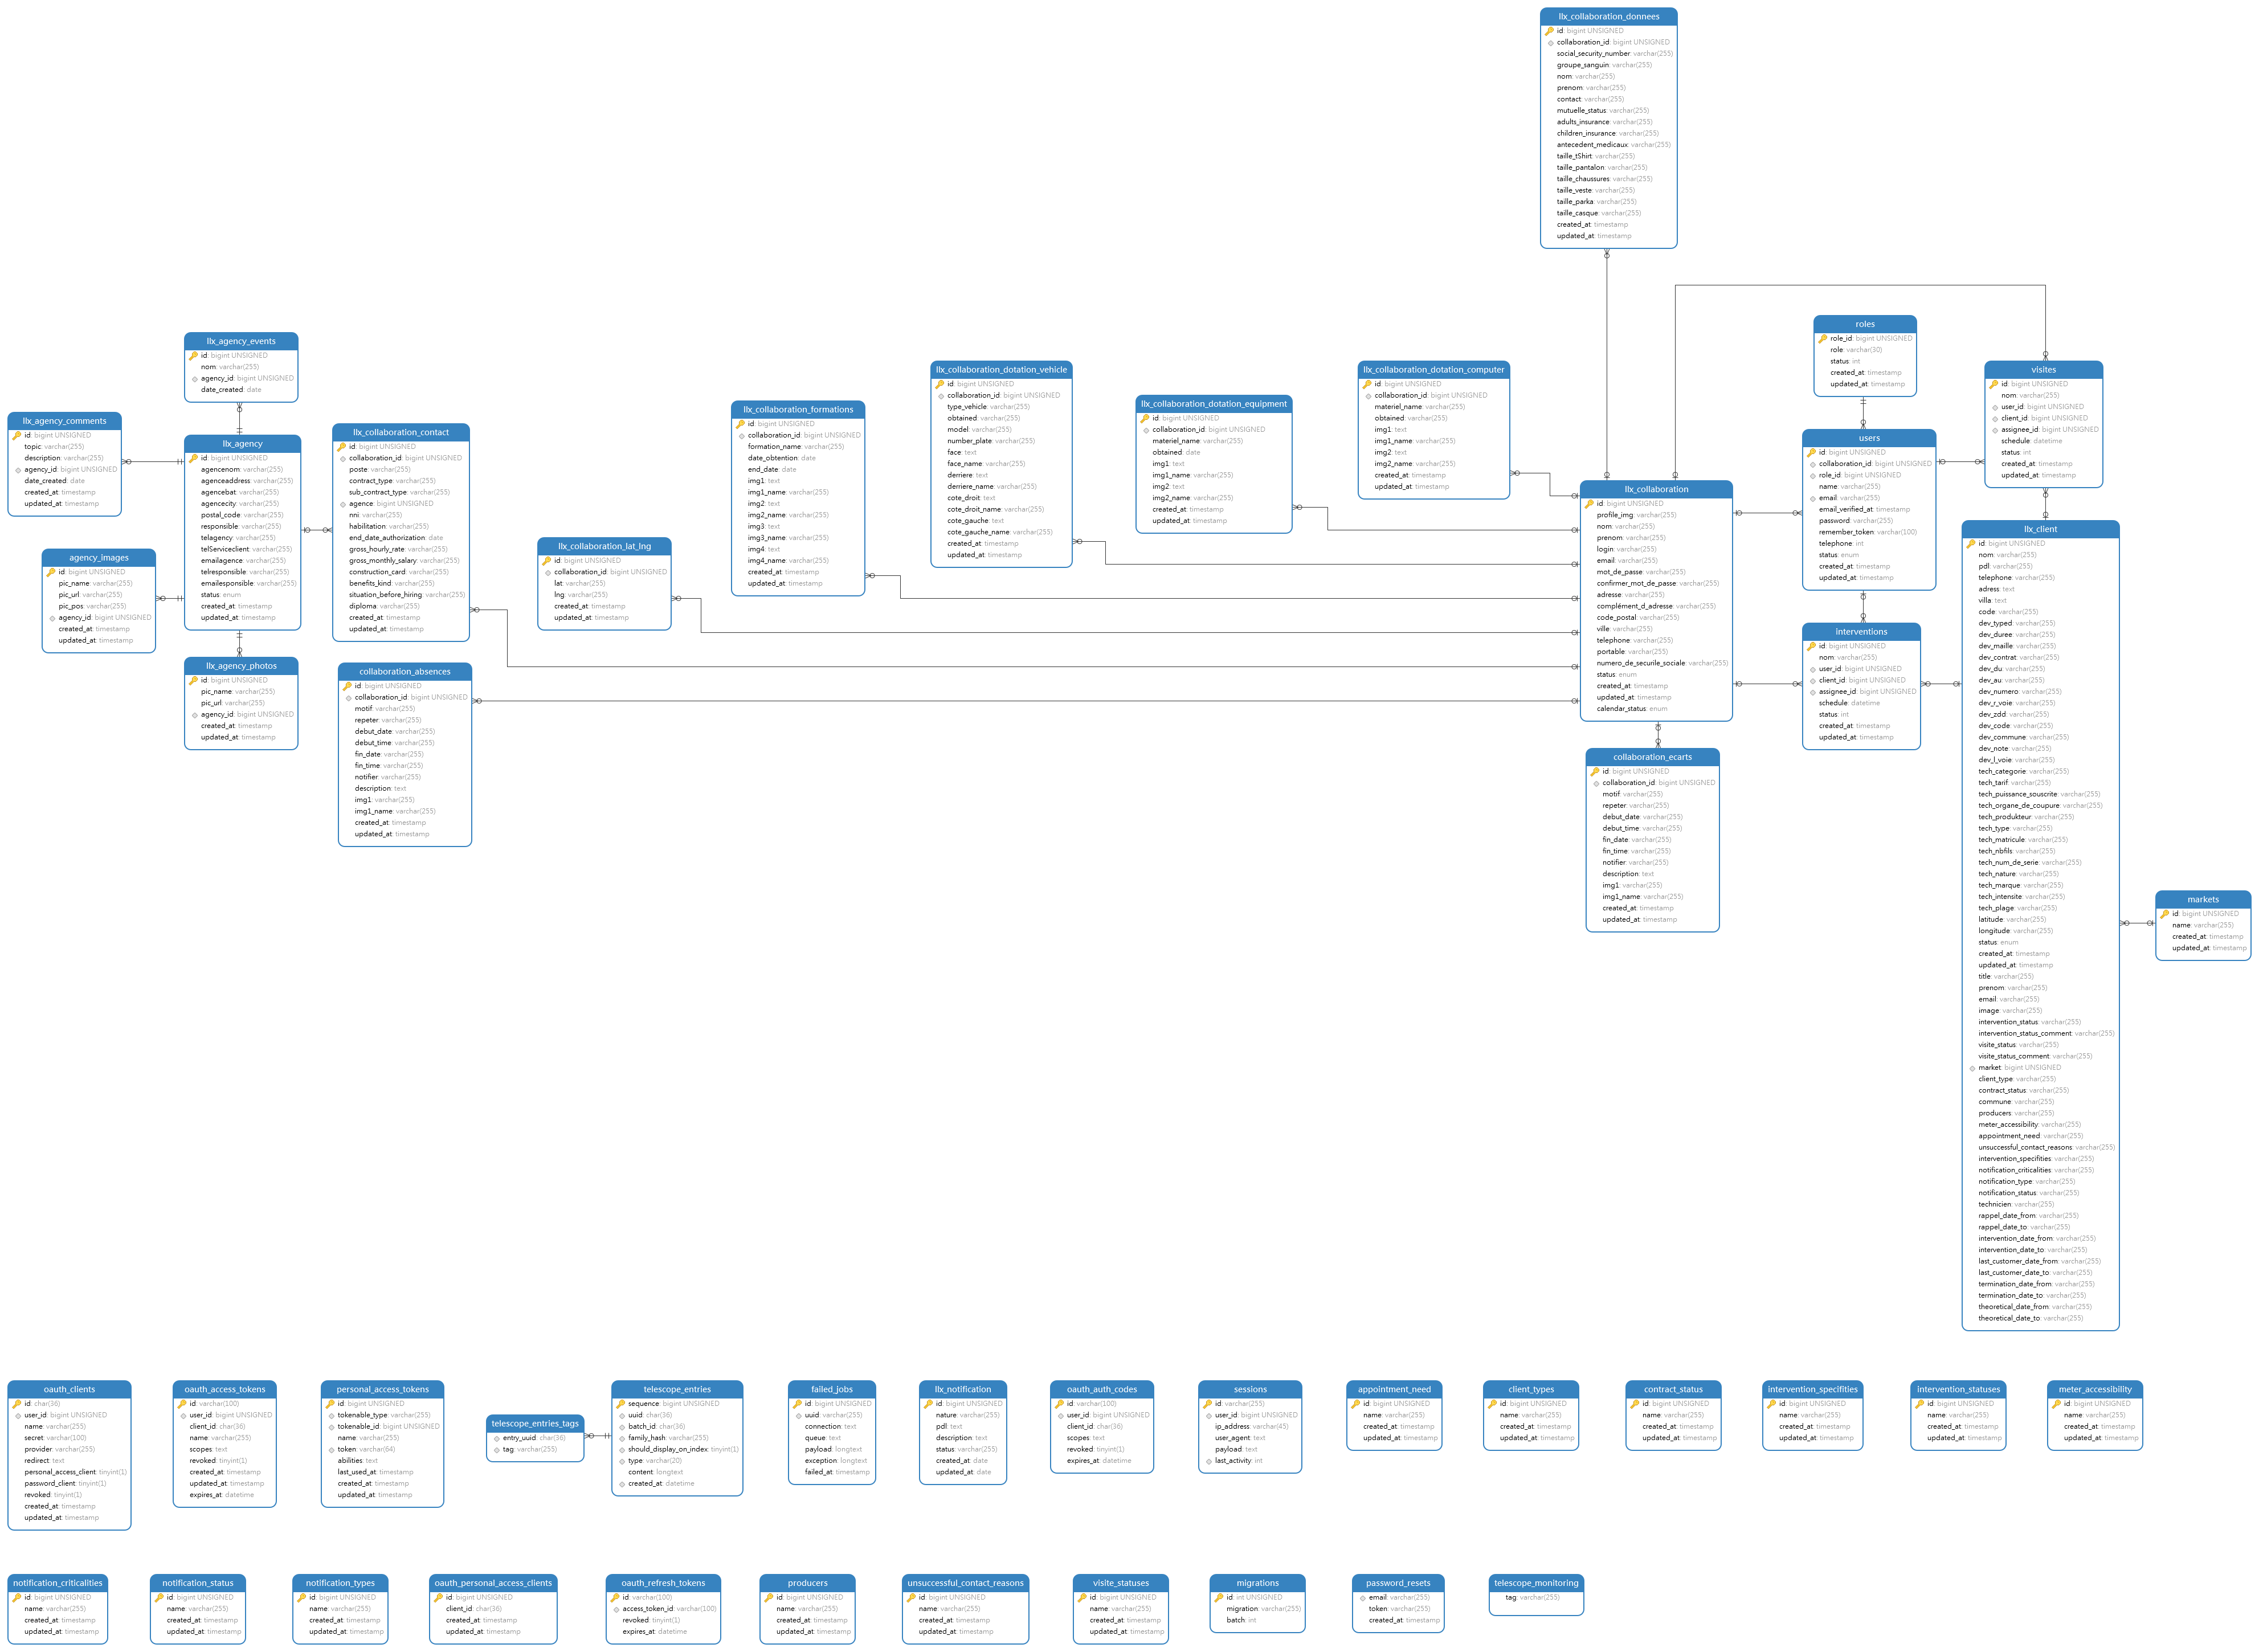 llx_collaboration_donnees
id: bigint UNSIGNED
collaboration_id: bigint UNSIGNED
social_security_number: varchar(255)
groupe_sanguin: varchar(255)
nom: varchar(255)
prenom: varchar(255)
contact: varchar(255)
mutuelle_status: varchar(255)
adults_insurance: varchar(255)
children_insurance: varchar(255)
antecedent_medicaux: varchar(255)
taille_tShirt: varchar(255)
taille_pantalon: varchar(255)
taille_chaussures: varchar(255)
taille_veste: varchar(255)
taille_parka: varchar(255)
taille_casque: varchar(255)
created_at: timestamp
updated_at: timestamp
llx_agency_events
id: bigint UNSIGNED
nom: varchar(255)
agency_id: bigint UNSIGNED
date_created: date
llx_agency_comments
id: bigint UNSIGNED
topic: varchar(255)
description: varchar(255)
agency_id: bigint UNSIGNED
date_created: date
created_at: timestamp
updated_at: timestamp
agency_images
id: bigint UNSIGNED
pic_name: varchar(255)
pic_url: varchar(255)
pic_pos: varchar(255)
agency_id: bigint UNSIGNED
created_at: timestamp
updated_at: timestamp
llx_agency
id: bigint UNSIGNED
agencenom: varchar(255)
agenceaddress: varchar(255)
agencebat: varchar(255)
agencecity: varchar(255)
postal_code: varchar(255)
responsible: varchar(255)
telagency: varchar(255)
telServiceclient: varchar(255)
emailagence: varchar(255)
telresponsible: varchar(255)
emailesponsible: varchar(255)
status: enum
created_at: timestamp
updated_at: timestamp
llx_agency_photos
id: bigint UNSIGNED
pic_name: varchar(255)
pic_url: varchar(255)
agency_id: bigint UNSIGNED
created_at: timestamp
updated_at: timestamp
llx_collaboration_contact
id: bigint UNSIGNED
collaboration_id: bigint UNSIGNED
poste: varchar(255)
contract_type: varchar(255)
sub_contract_type: varchar(255)
agence: bigint UNSIGNED
nni: varchar(255)
habilitation: varchar(255)
end_date_authorization: date
gross_hourly_rate: varchar(255)
gross_monthly_salary: varchar(255)
construction_card: varchar(255)
benefits_kind: varchar(255)
situation_before_hiring: varchar(255)
diploma: varchar(255)
created_at: timestamp
updated_at: timestamp
collaboration_absences
id: bigint UNSIGNED
collaboration_id: bigint UNSIGNED
motif: varchar(255)
repeter: varchar(255)
debut_date: varchar(255)
debut_time: varchar(255)
fin_date: varchar(255)
fin_time: varchar(255)
notifier: varchar(255)
description: text
img1: varchar(255)
img1_name: varchar(255)
created_at: timestamp
updated_at: timestamp
llx_collaboration_lat_lng
id: bigint UNSIGNED
collaboration_id: bigint UNSIGNED
lat: varchar(255)
lng: varchar(255)
created_at: timestamp
updated_at: timestamp
llx_collaboration_formations
id: bigint UNSIGNED
collaboration_id: bigint UNSIGNED
formation_name: varchar(255)
date_obtention: date
end_date: date
img1: text
img1_name: varchar(255)
img2: text
img2_name: varchar(255)
img3: text
img3_name: varchar(255)
img4: text
img4_name: varchar(255)
created_at: timestamp
updated_at: timestamp
llx_collaboration_dotation_vehicle
id: bigint UNSIGNED
collaboration_id: bigint UNSIGNED
type_vehicle: varchar(255)
obtained: varchar(255)
model: varchar(255)
number_plate: varchar(255)
face: text
face_name: varchar(255)
derriere: text
derriere_name: varchar(255)
cote_droit: text
cote_droit_name: varchar(255)
cote_gauche: text
cote_gauche_name: varchar(255)
created_at: timestamp
updated_at: timestamp
llx_collaboration_dotation_equipment
id: bigint UNSIGNED
collaboration_id: bigint UNSIGNED
materiel_name: varchar(255)
obtained: date
img1: text
img1_name: varchar(255)
img2: text
img2_name: varchar(255)
created_at: timestamp
updated_at: timestamp
llx_collaboration_dotation_computer
id: bigint UNSIGNED
collaboration_id: bigint UNSIGNED
materiel_name: varchar(255)
obtained: varchar(255)
img1: text
img1_name: varchar(255)
img2: text
img2_name: varchar(255)
created_at: timestamp
updated_at: timestamp
llx_collaboration
id: bigint UNSIGNED
profile_img: varchar(255)
nom: varchar(255)
prenom: varchar(255)
login: varchar(255)
email: varchar(255)
mot_de_passe: varchar(255)
confirmer_mot_de_passe: varchar(255)
adresse: varchar(255)
complément_d_adresse: varchar(255)
code_postal: varchar(255)
ville: varchar(255)
telephone: varchar(255)
portable: varchar(255)
numero_de_securile_sociale: varchar(255)
status: enum
created_at: timestamp
updated_at: timestamp
calendar_status: enum
collaboration_ecarts
id: bigint UNSIGNED
collaboration_id: bigint UNSIGNED
motif: varchar(255)
repeter: varchar(255)
debut_date: varchar(255)
debut_time: varchar(255)
fin_date: varchar(255)
fin_time: varchar(255)
notifier: varchar(255)
description: text
img1: varchar(255)
img1_name: varchar(255)
created_at: timestamp
updated_at: timestamp
roles
role_id: bigint UNSIGNED
role: varchar(30)
status: int
created_at: timestamp
updated_at: timestamp
users
id: bigint UNSIGNED
collaboration_id: bigint UNSIGNED
role_id: bigint UNSIGNED
name: varchar(255)
email: varchar(255)
email_verified_at: timestamp
password: varchar(255)
remember_token: varchar(100)
telephone: int
status: enum
created_at: timestamp
updated_at: timestamp
interventions
id: bigint UNSIGNED
nom: varchar(255)
user_id: bigint UNSIGNED
client_id: bigint UNSIGNED
assignee_id: bigint UNSIGNED
schedule: datetime
status: int
created_at: timestamp
updated_at: timestamp
visites
id: bigint UNSIGNED
nom: varchar(255)
user_id: bigint UNSIGNED
client_id: bigint UNSIGNED
assignee_id: bigint UNSIGNED
schedule: datetime
status: int
created_at: timestamp
updated_at: timestamp
llx_client
id: bigint UNSIGNED
nom: varchar(255)
pdl: varchar(255)
telephone: varchar(255)
adress: text
villa: text
code: varchar(255)
dev_typed: varchar(255)
dev_duree: varchar(255)
dev_maille: varchar(255)
dev_contrat: varchar(255)
dev_du: varchar(255)
dev_au: varchar(255)
dev_numero: varchar(255)
dev_r_voie: varchar(255)
dev_zdd: varchar(255)
dev_code: varchar(255)
dev_commune: varchar(255)
dev_note: varchar(255)
dev_l_voie: varchar(255)
tech_categorie: varchar(255)
tech_tarif: varchar(255)
tech_puissance_souscrite: varchar(255)
tech_organe_de_coupure: varchar(255)
tech_produkteur: varchar(255)
tech_type: varchar(255)
tech_matricule: varchar(255)
tech_nbfils: varchar(255)
tech_num_de_serie: varchar(255)
tech_nature: varchar(255)
tech_marque: varchar(255)
tech_intensite: varchar(255)
tech_plage: varchar(255)
latitude: varchar(255)
longitude: varchar(255)
status: enum
created_at: timestamp
updated_at: timestamp
title: varchar(255)
prenom: varchar(255)
email: varchar(255)
image: varchar(255)
intervention_status: varchar(255)
intervention_status_comment: varchar(255)
visite_status: varchar(255)
visite_status_comment: varchar(255)
market: bigint UNSIGNED
client_type: varchar(255)
contract_status: varchar(255)
commune: varchar(255)
producers: varchar(255)
meter_accessibility: varchar(255)
appointment_need: varchar(255)
unsuccessful_contact_reasons: varchar(255)
intervention_specifities: varchar(255)
notification_criticalities: varchar(255)
notification_type: varchar(255)
notification_status: varchar(255)
technicien: varchar(255)
rappel_date_from: varchar(255)
rappel_date_to: varchar(255)
intervention_date_from: varchar(255)
intervention_date_to: varchar(255)
last_customer_date_from: varchar(255)
last_customer_date_to: varchar(255)
termination_date_from: varchar(255)
termination_date_to: varchar(255)
theoretical_date_from: varchar(255)
theoretical_date_to: varchar(255)
markets
id: bigint UNSIGNED
name: varchar(255)
created_at: timestamp
updated_at: timestamp
oauth_clients
id: char(36)
user_id: bigint UNSIGNED
name: varchar(255)
secret: varchar(100)
provider: varchar(255)
redirect: text
personal_access_client: tinyint(1)
password_client: tinyint(1)
revoked: tinyint(1)
created_at: timestamp
updated_at: timestamp
oauth_access_tokens
id: varchar(100)
user_id: bigint UNSIGNED
client_id: char(36)
name: varchar(255)
scopes: text
revoked: tinyint(1)
created_at: timestamp
updated_at: timestamp
expires_at: datetime
personal_access_tokens
id: bigint UNSIGNED
tokenable_type: varchar(255)
tokenable_id: bigint UNSIGNED
name: varchar(255)
token: varchar(64)
abilities: text
last_used_at: timestamp
created_at: timestamp
updated_at: timestamp
telescope_entries_tags
entry_uuid: char(36)
tag: varchar(255)
telescope_entries
sequence: bigint UNSIGNED
uuid: char(36)
batch_id: char(36)
family_hash: varchar(255)
should_display_on_index: tinyint(1)
type: varchar(20)
content: longtext
created_at: datetime
failed_jobs
id: bigint UNSIGNED
uuid: varchar(255)
connection: text
queue: text
payload: longtext
exception: longtext
failed_at: timestamp
llx_notification
id: bigint UNSIGNED
nature: varchar(255)
pdl: text
description: text
status: varchar(255)
created_at: date
updated_at: date
oauth_auth_codes
id: varchar(100)
user_id: bigint UNSIGNED
client_id: char(36)
scopes: text
revoked: tinyint(1)
expires_at: datetime
sessions
id: varchar(255)
user_id: bigint UNSIGNED
ip_address: varchar(45)
user_agent: text
payload: text
last_activity: int
appointment_need
id: bigint UNSIGNED
name: varchar(255)
created_at: timestamp
updated_at: timestamp
client_types
id: bigint UNSIGNED
name: varchar(255)
created_at: timestamp
updated_at: timestamp
contract_status
id: bigint UNSIGNED
name: varchar(255)
created_at: timestamp
updated_at: timestamp
intervention_specifities
id: bigint UNSIGNED
name: varchar(255)
created_at: timestamp
updated_at: timestamp
intervention_statuses
id: bigint UNSIGNED
name: varchar(255)
created_at: timestamp
updated_at: timestamp
meter_accessibility
id: bigint UNSIGNED
name: varchar(255)
created_at: timestamp
updated_at: timestamp
notification_criticalities
id: bigint UNSIGNED
name: varchar(255)
created_at: timestamp
updated_at: timestamp
notification_status
id: bigint UNSIGNED
name: varchar(255)
created_at: timestamp
updated_at: timestamp
notification_types
id: bigint UNSIGNED
name: varchar(255)
created_at: timestamp
updated_at: timestamp
oauth_personal_access_clients
id: bigint UNSIGNED
client_id: char(36)
created_at: timestamp
updated_at: timestamp
oauth_refresh_tokens
id: varchar(100)
access_token_id: varchar(100)
revoked: tinyint(1)
expires_at: datetime
producers
id: bigint UNSIGNED
name: varchar(255)
created_at: timestamp
updated_at: timestamp
unsuccessful_contact_reasons
id: bigint UNSIGNED
name: varchar(255)
created_at: timestamp
updated_at: timestamp
visite_statuses
id: bigint UNSIGNED
name: varchar(255)
created_at: timestamp
updated_at: timestamp
migrations
id: int UNSIGNED
migration: varchar(255)
batch: int
password_resets
email: varchar(255)
token: varchar(255)
created_at: timestamp
telescope_monitoring
tag: varchar(255)